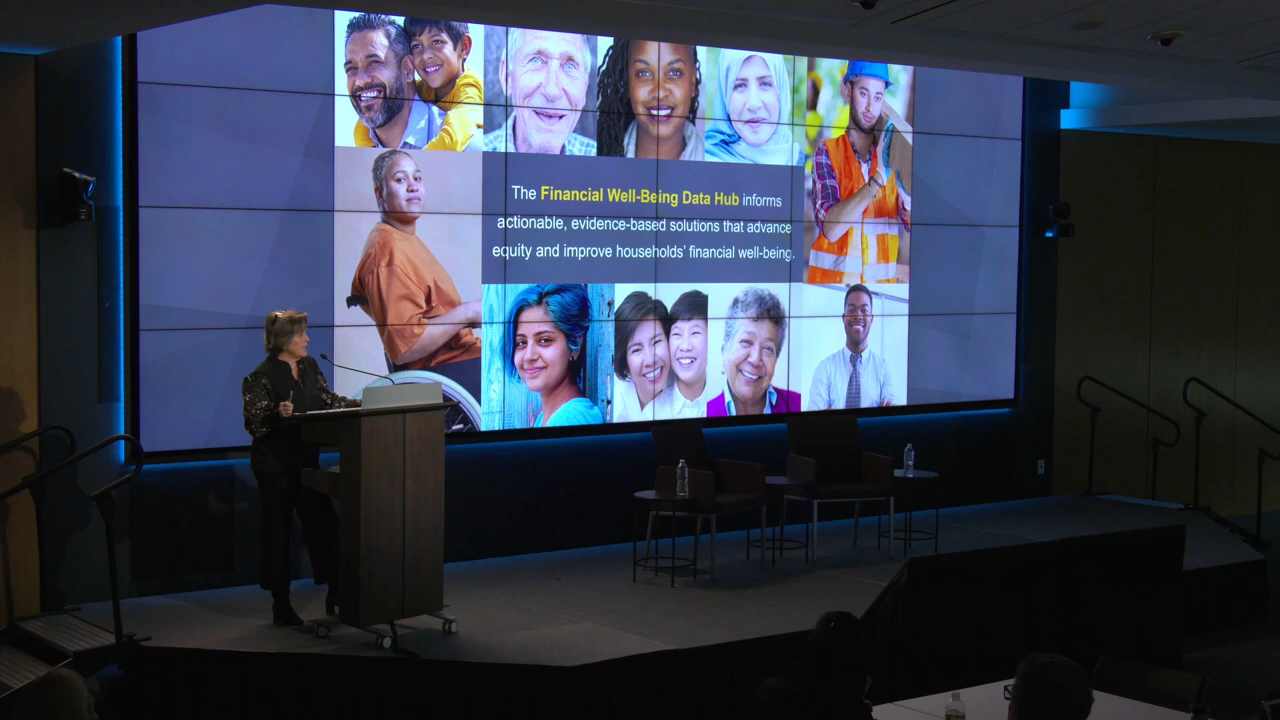 The Financial Well-Being Data Hub informs
actionable, evidence-based solutions that advance
equity and improve households' financial well-being.